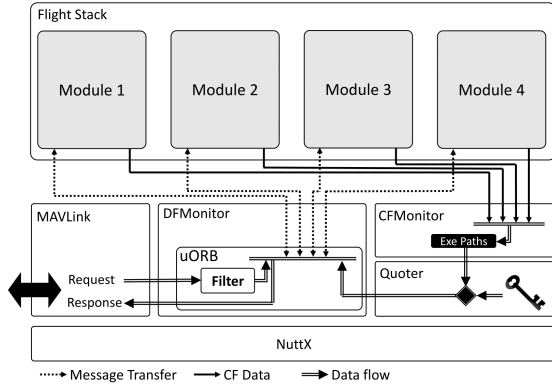 Flight Stack
Module 1
Module 2
Module 3
Module 4
MAVLink
DFMonitor
CFMonitor
Exe Paths
uORB
Request
Filter
Response
Quoter
NuttX
Message Transfer
CF Data
Data flow